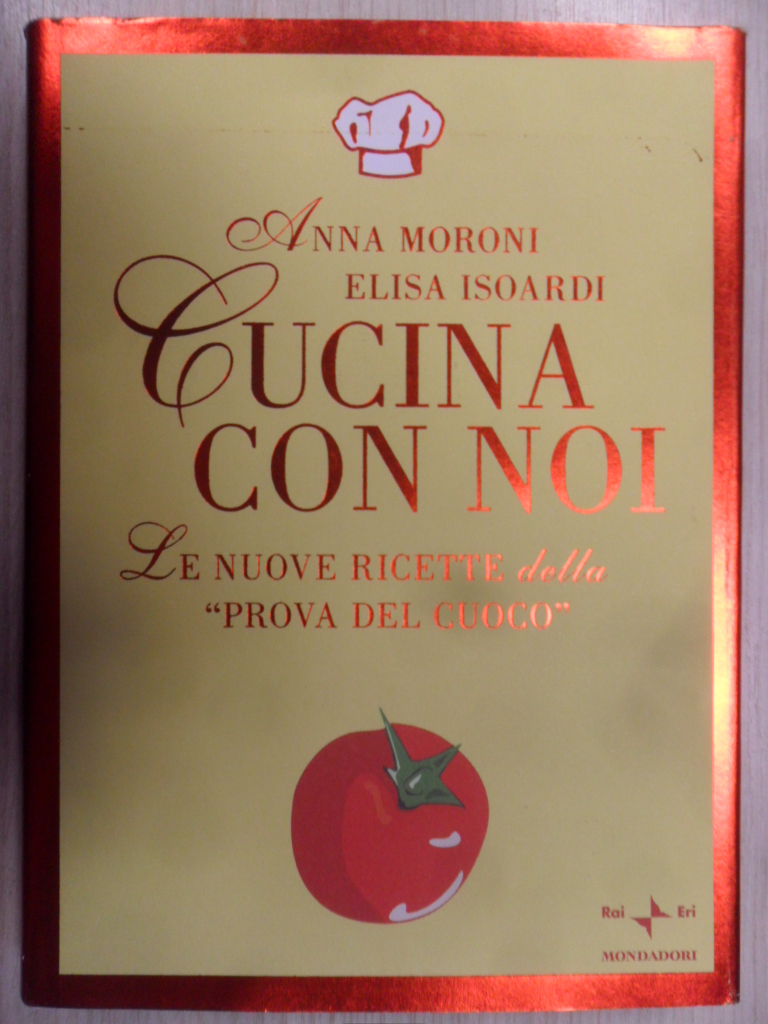 ANNA MORONI
ELISA ISOARDI
CUCINA
CON NOI
LE NUOVE RICETTE della
“PROVA DEL CUOCO”
Rai Eri
MONDADORI